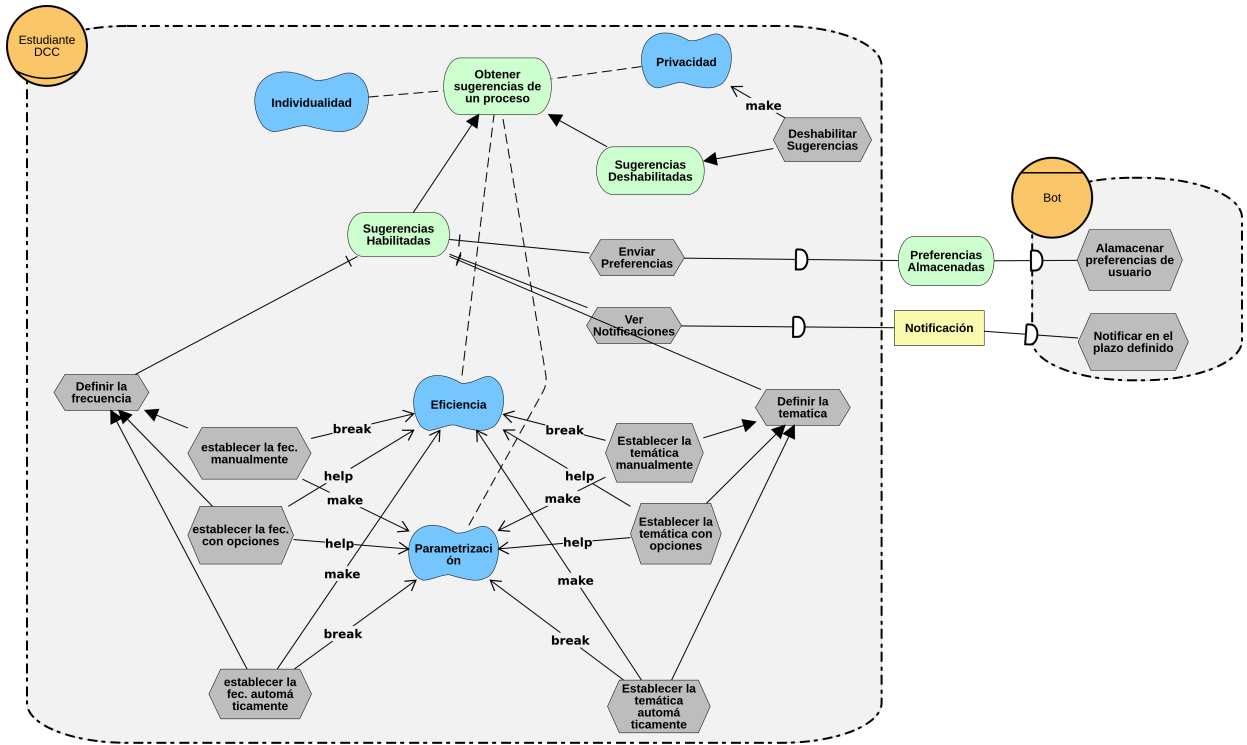 Estudiante
DCC
Individualidad
Obtener
sugerencias de
un proceso
Privacidad
make
Deshabilitar
Sugerencias
Sugerencias
Deshabilitadas
Sugerencias
Habilitadas
Enviar
Preferencias
Preferencias
Almacenadas
Bot
Alamacenar
preferencias de
usuario
Ver
Notificaciones
Notificación
Notificar en el
plazo definido
Definir la
frecuencia
Eficiencia
Definir la
tematica
break
break
establecer la fec.
manualmente
Establecer la
temática
manualmente
help
help
make
make
establecer la fec.
con opciones
Establecer la
temática con
opciones
help
help
Parametrizaci
ón
make
make
break
break
establecer la
fec. automá
ticamente
Establecer la
temática
automá
ticamente